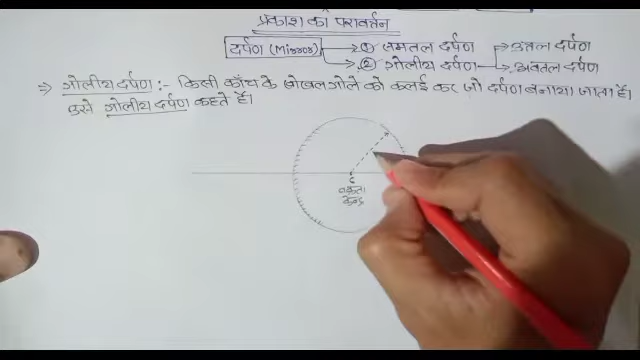 प्रकाश का परावर्तन
दर्पण (Mirror) → ① समतल दर्पण → उत्तल दर्पण
→ ② गोलीय दर्पण → अवतल दर्पण
⇒ गोलीय दर्पण :- किसी काँच के खोखल गोले को कलई कर जो दर्पण बनाया जाता है।
उसे गोलीय दर्पण कहते हैं।
C
वक्रता
केन्द्र